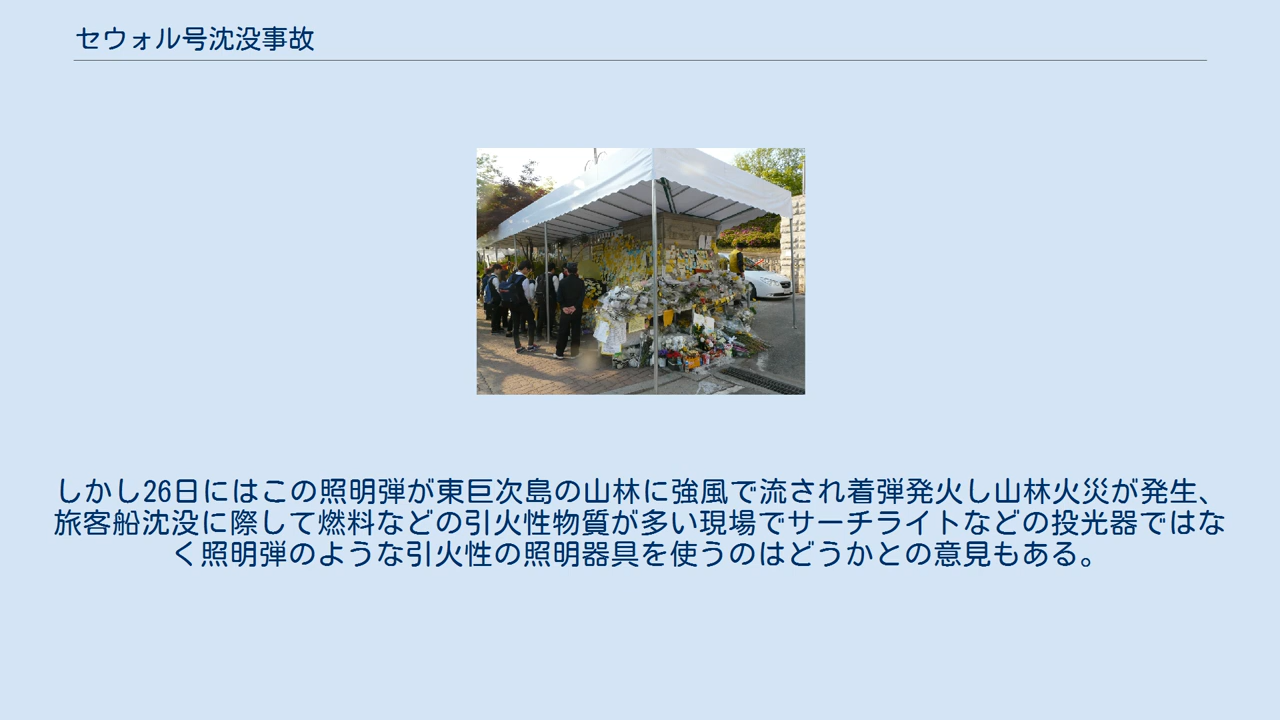 セウォル号沈没事故
しかし26日にはこの照明弾が東巨次島の山林に強風で流され着弾発火し山林火災が発生、
旅客船沈没に際して燃料などの引火性物質が多い現場でサーチライトなどの投光器ではな
く照明弾のような引火性の照明器具を使うのはどうかとの意見もある。